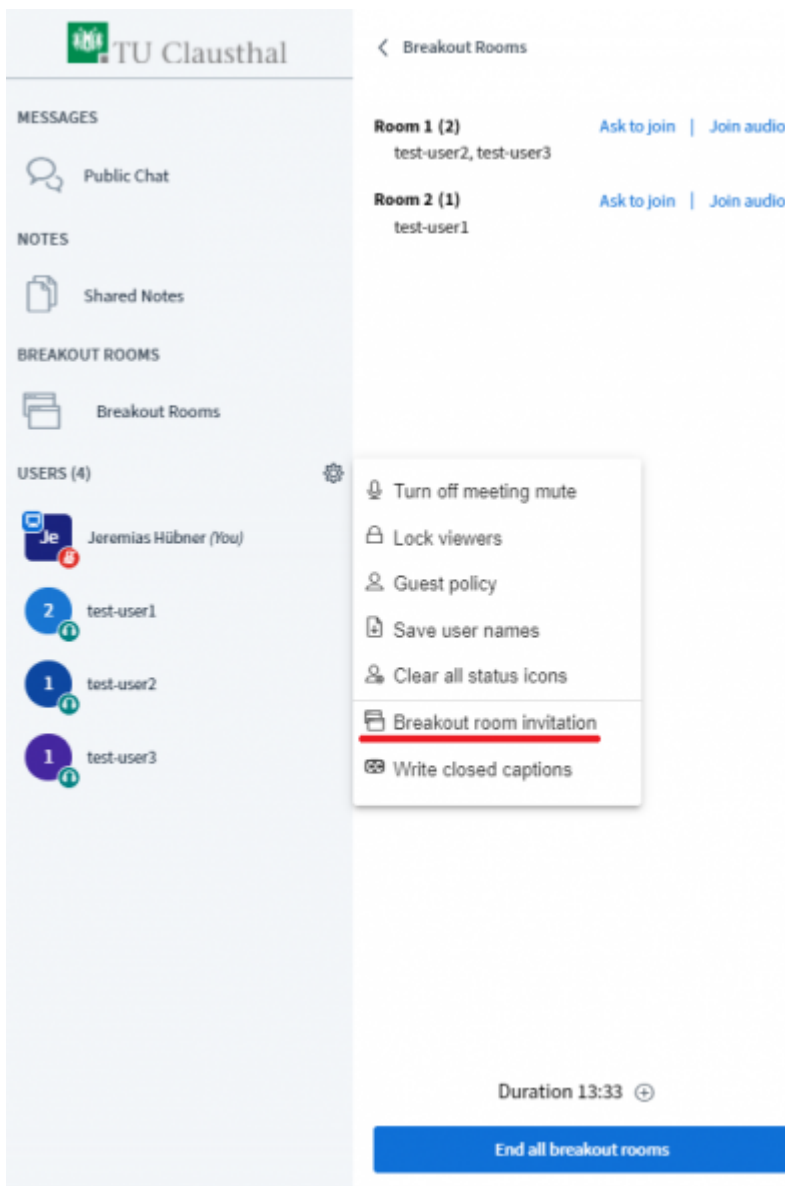 TU Clausthal
MESSAGES
Public Chat
NOTES
Shared Notes
BREAKOUT ROOMS
Breakout Rooms
USERS (4)
Je Jeremias Hübner (You)
2 test-user1
1 test-user2
1 test-user3
Breakout Rooms
Room 1 (2) Ask to join | Join audio
test-user2, test-user3
Room 2 (1) Ask to join | Join audio
test-user1
Turn off meeting mute
Lock viewers
Guest policy
Save user names
Clear all status icons
Breakout room invitation
CC Write closed captions
Duration 13:33
End all breakout rooms